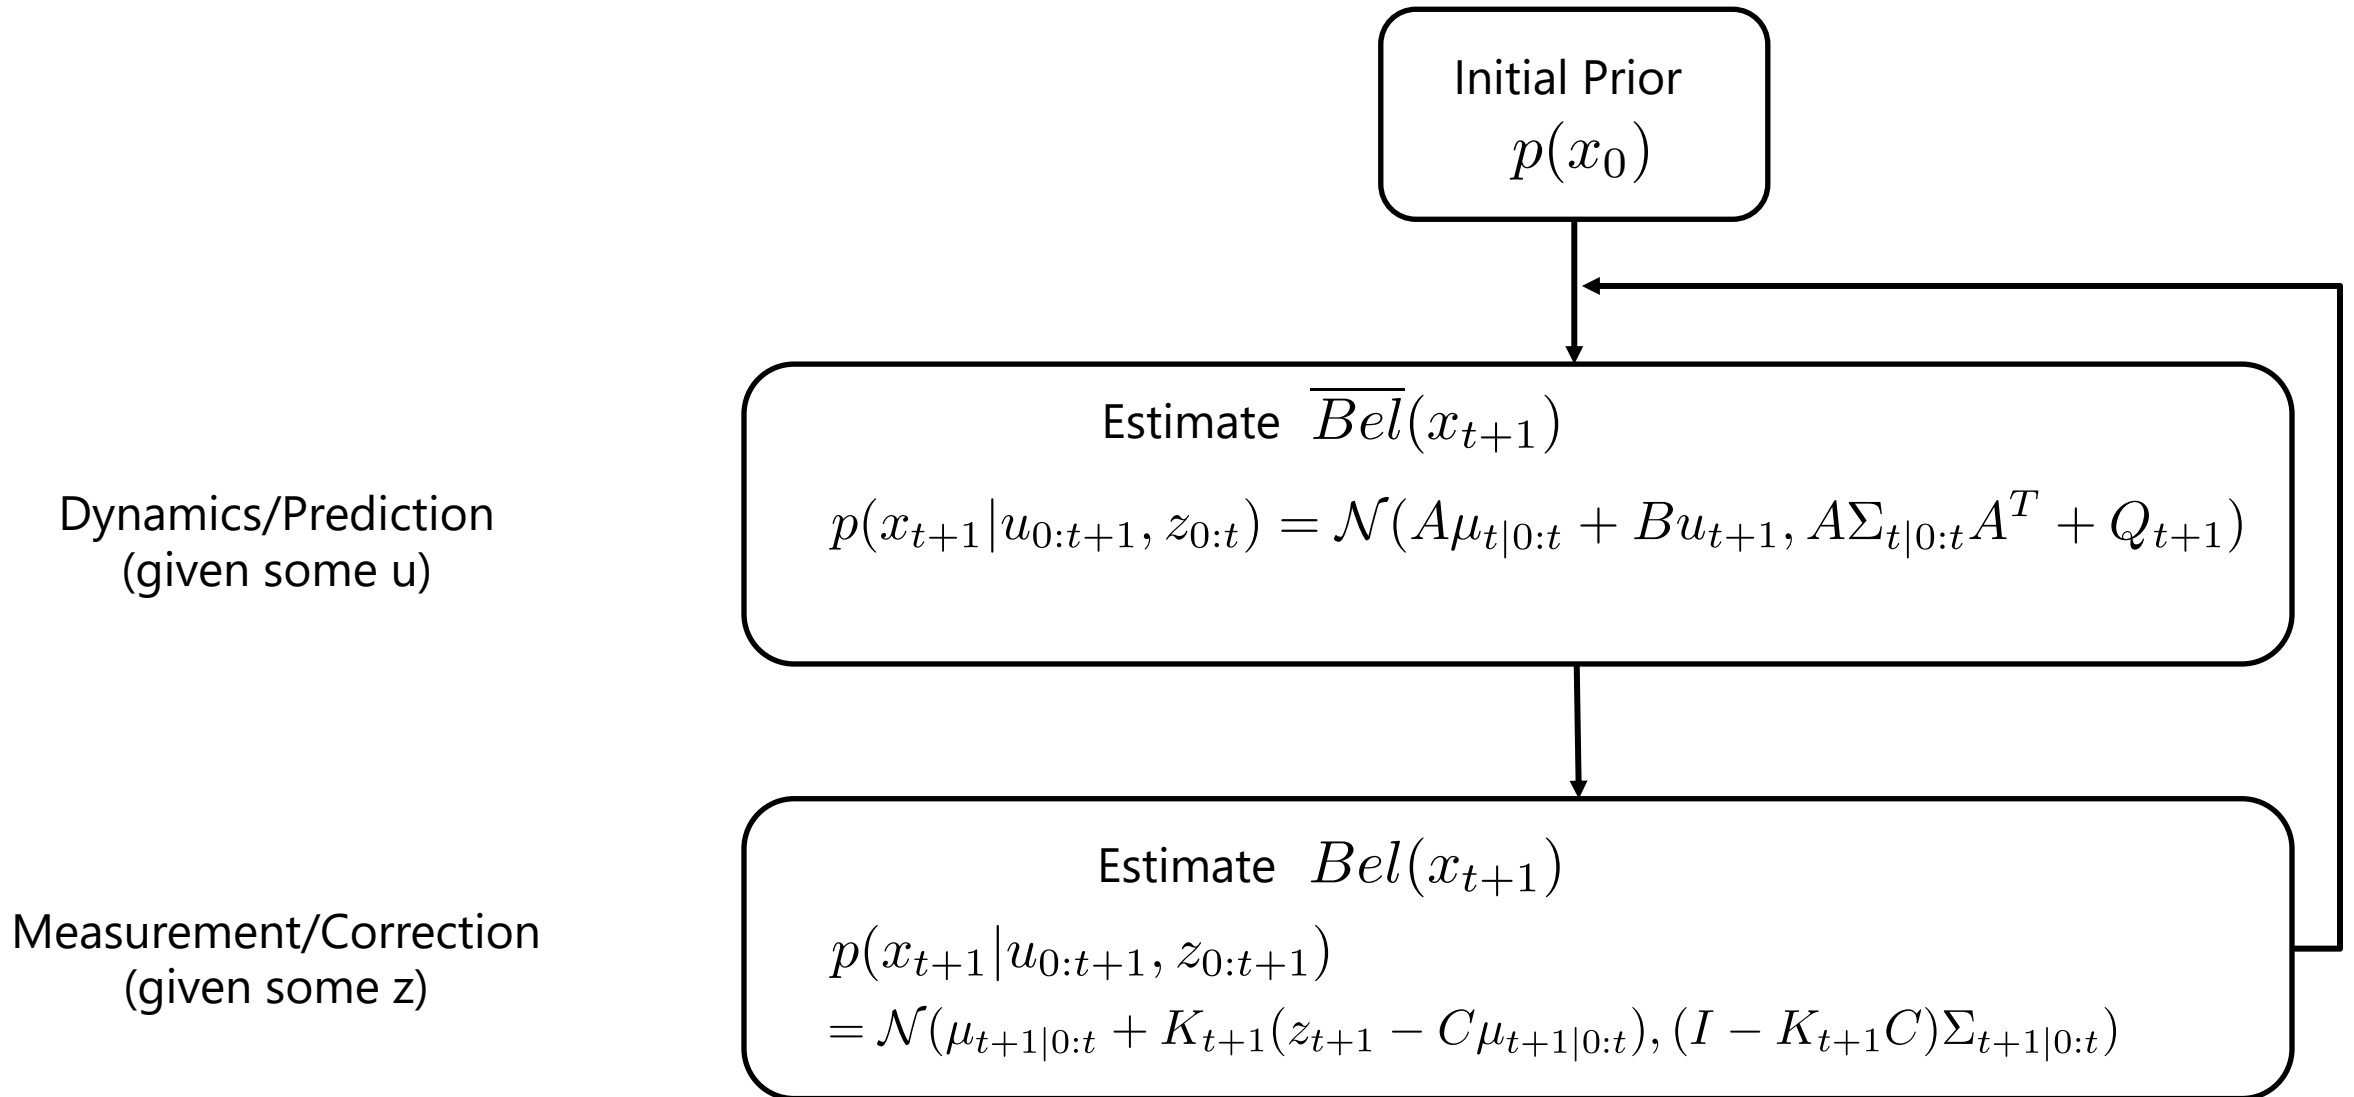 Initial Prior
$p(x_0)$
Estimate $\overline{Bel}(x_{t+1})$
Dynamics/Prediction
(given some u)
$p(x_{t+1}|u_{0:t+1}, z_{0:t}) = \mathcal{N}(A\mu_{t|0:t} + Bu_{t+1}, A\Sigma_{t|0:t}A^T + Q_{t+1})$
Estimate $Bel(x_{t+1})$
Measurement/Correction
(given some z)
$p(x_{t+1}|u_{0:t+1}, z_{0:t+1})$
$= \mathcal{N}(\mu_{t+1|0:t} + K_{t+1}(z_{t+1} - C\mu_{t+1|0:t}), (I - K_{t+1}C)\Sigma_{t+1|0:t})$